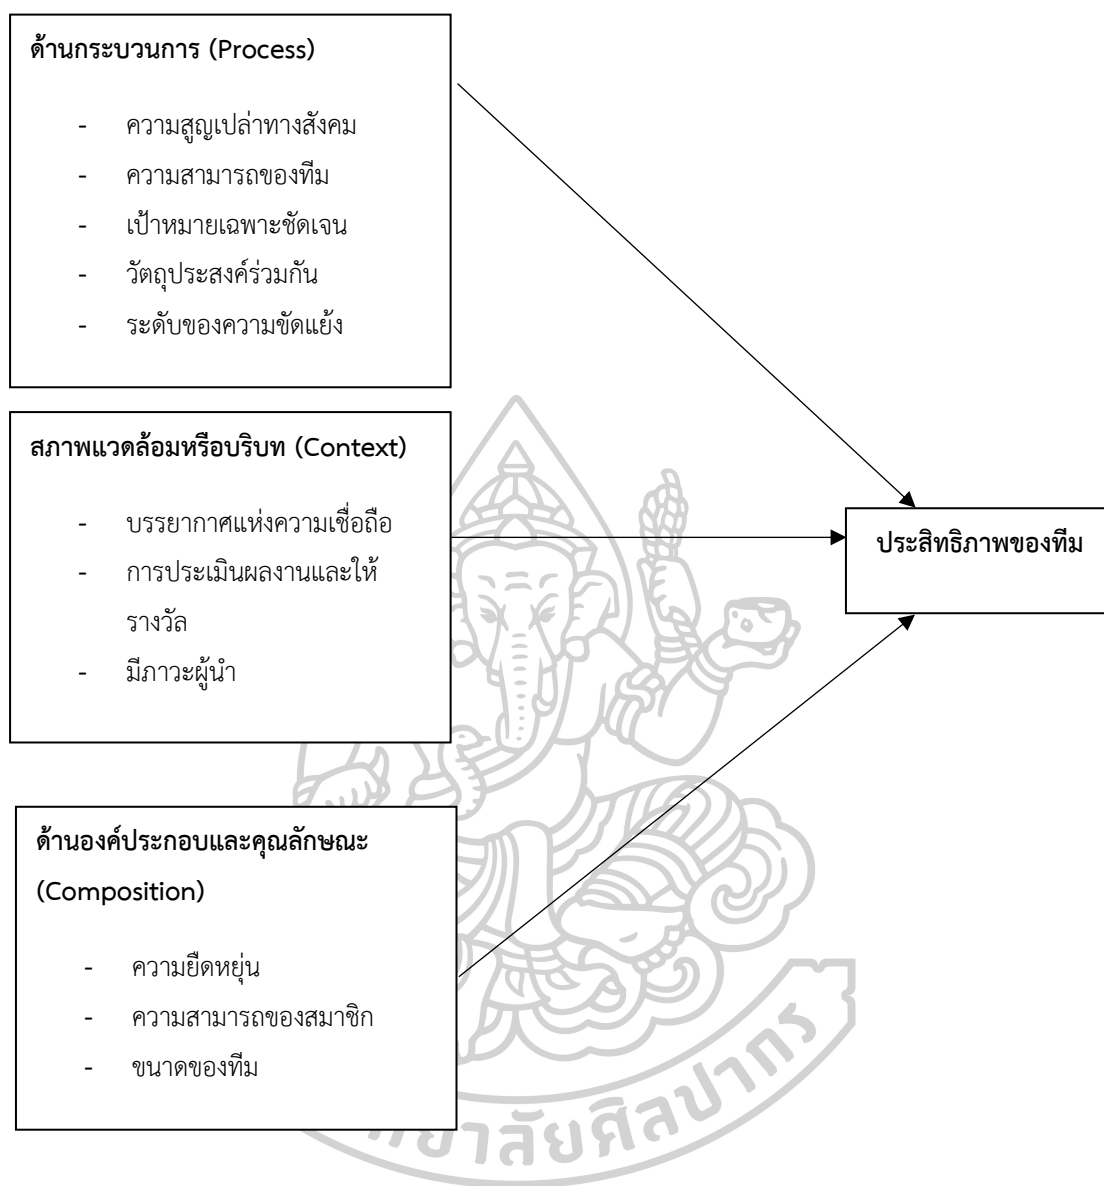 ด้านกระบวนการ (Process)
- ความสูญเปล่าทางสังคม
- ความสามารถของทีม
- เป้าหมายเฉพาะชัดเจน
- วัตถุประสงค์ร่วมกัน
- ระดับของความขัดแย้ง
สภาพแวดล้อมหรือบริบท (Context)
- บรรยากาศแห่งความเชื่อถือ
- การประเมินผลงานและให้
รางวัล
- มีภาวะผู้นำ
ประสิทธิภาพของทีม
ด้านองค์ประกอบและคุณลักษณะ
(Composition)
- ความยืดหยุ่น
- ความสามารถของสมาชิก
- ขนาดของทีม
ยาลัยศิลปากร